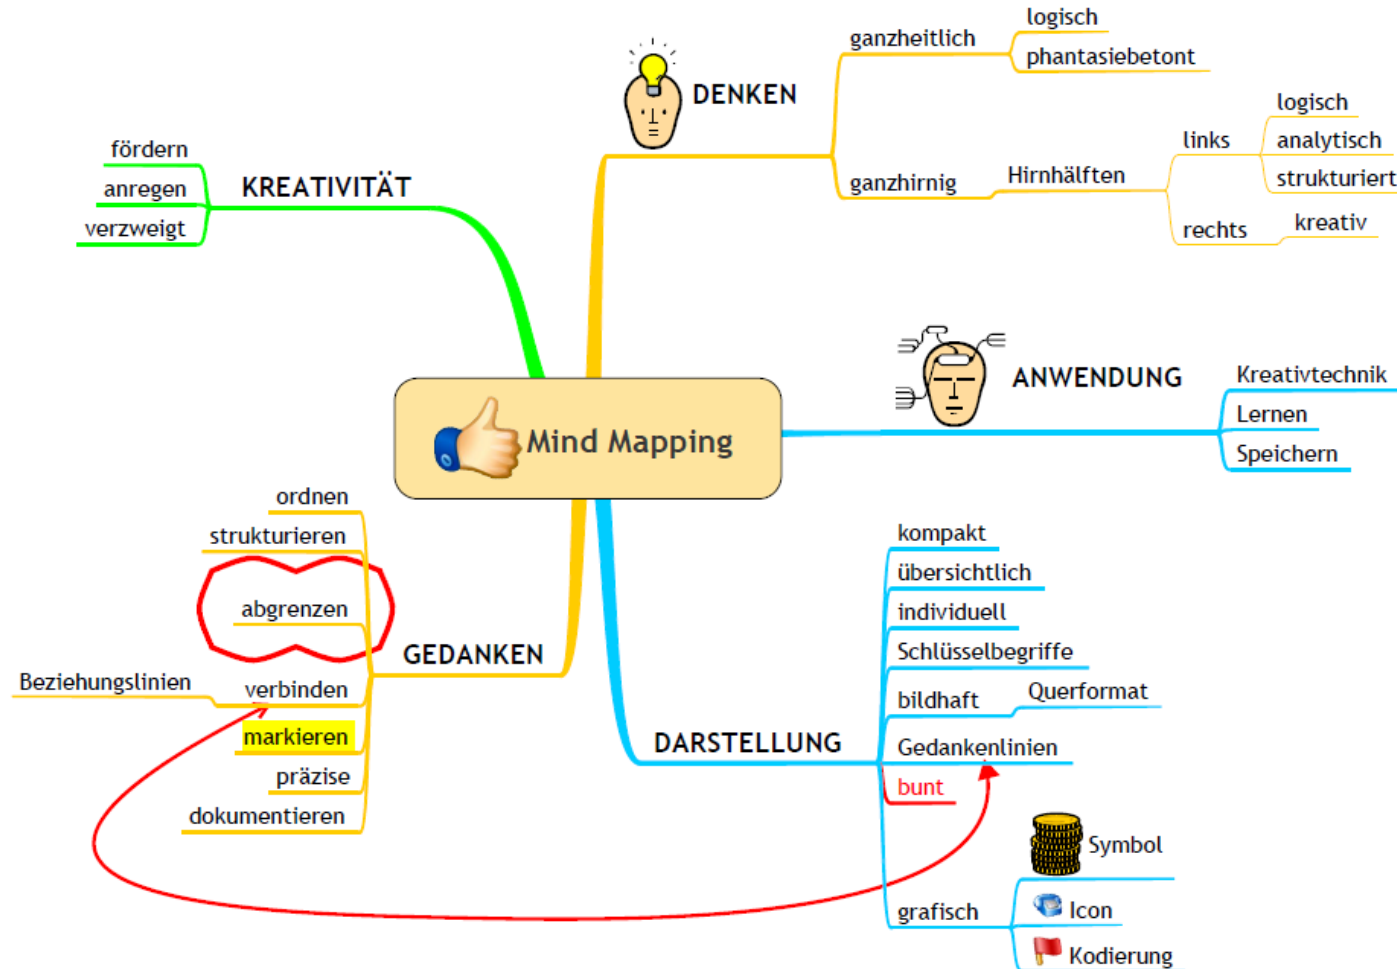 Mind Mapping
DENKEN
ganzheitlich
logisch
phantasiebetont
ganzhirnig
Hirnhälften
links
logisch
analytisch
strukturiert
rechts
kreativ
ANWENDUNG
Kreativtechnik
Lernen
Speichern
DARSTELLUNG
kompakt
übersichtlich
individuell
Schlüsselbegriffe
bildhaft
Querformat
Gedankenlinien
bunt
grafisch
Symbol
Icon
Kodierung
GEDANKEN
ordnen
strukturieren
abgrenzen
verbinden
Beziehungslinien
markieren
präzise
dokumentieren
KREATIVITÄT
fördern
anregen
verzweigt